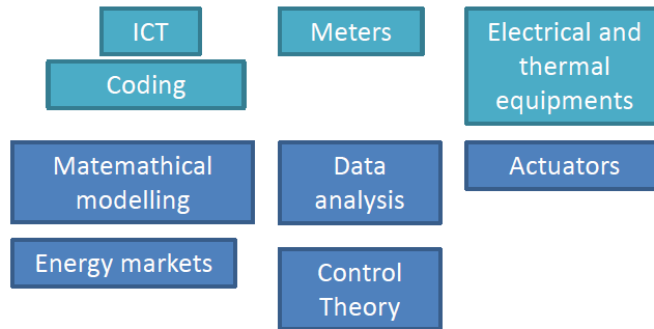 ICT
Meters
Electrical and
thermal
equipments
Coding
Matemathical
modelling
Data
analysis
Actuators
Energy markets
Control
Theory